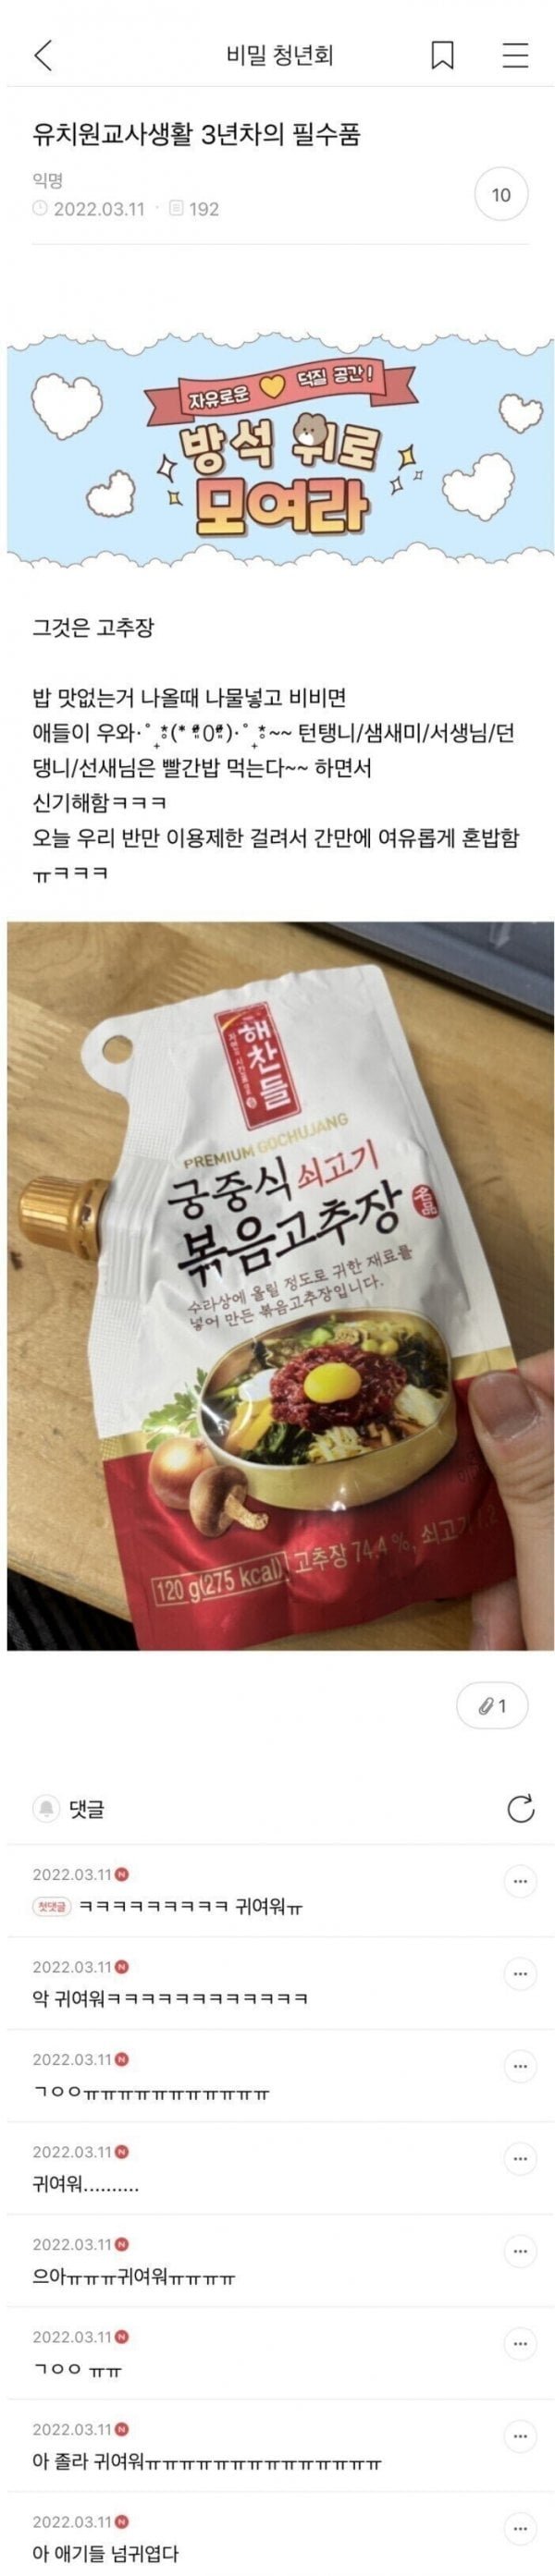 비밀 청년회
유치원교사생활 3년차의 필수품
익명
2022.03.11 · 192
10
자유로운 덕질 공간!
방석 위로
모여라
그것은 고추장
밥 맛없는거 나올때 나물넣고 비비면
애들이 우와·˚ ˳*̥(* ⁰̷̴͈꒨⁰̷̴͈)·˚ ˳*̥~~ 턴탱니/샘새미/서생님/던
댕니/선새님은 빨간밥 먹는다~~ 하면서
신기해함ㅋㅋㅋ
오늘 우리 반만 이용제한 걸려서 간만에 여유롭게 혼밥함
ㅠㅋㅋㅋ
해찬들
PREMIUM GOCHUJANG
궁중식 쇠고기
볶음고추장
名品
수라상에 올릴 정도로 귀한 재료를
넣어 만든 볶음고추장입니다.
120 g(275 kcal) 고추장 74.4 %, 쇠고기
1
댓글
2022.03.11 N
첫댓글 ㅋㅋㅋㅋㅋㅋㅋㅋㅋ 귀여워ㅠ
2022.03.11 N
악 귀여워ㅋㅋㅋㅋㅋㅋㅋㅋㅋㅋㅋㅋ
2022.03.11 N
ㄱㅇㅇㅠㅠㅠㅠㅠㅠㅠㅠㅠㅠㅠ
2022.03.11 N
귀여워..........
2022.03.11 N
으아ㅠㅠㅠ귀여워ㅠㅠㅠㅠ
2022.03.11 N
ㄱㅇㅇ ㅠㅠ
2022.03.11 N
아 졸라 귀여워ㅠㅠㅠㅠㅠㅠㅠㅠㅠㅠㅠㅠㅠㅠ
2022.03.11 N
아 애기들 넘귀엽다